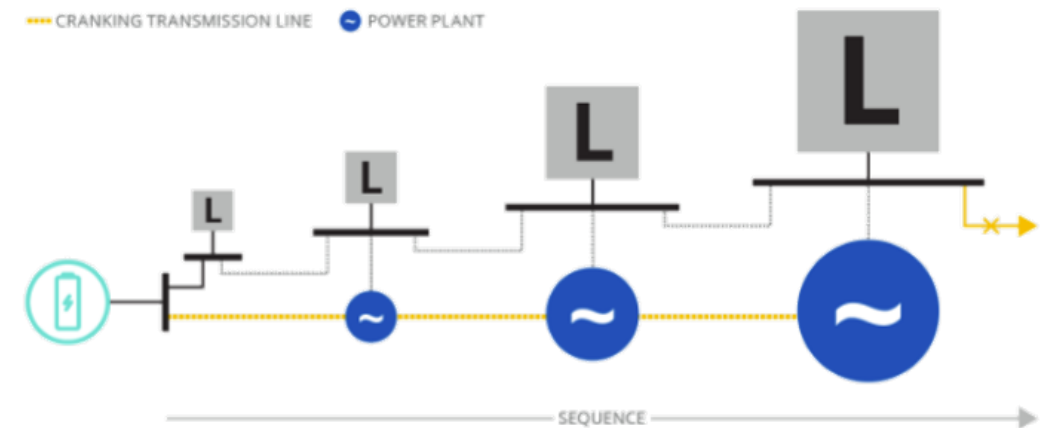 CRANKING TRANSMISSION LINE
~ POWER PLANT
L
L
L
L
~
~
~
SEQUENCE